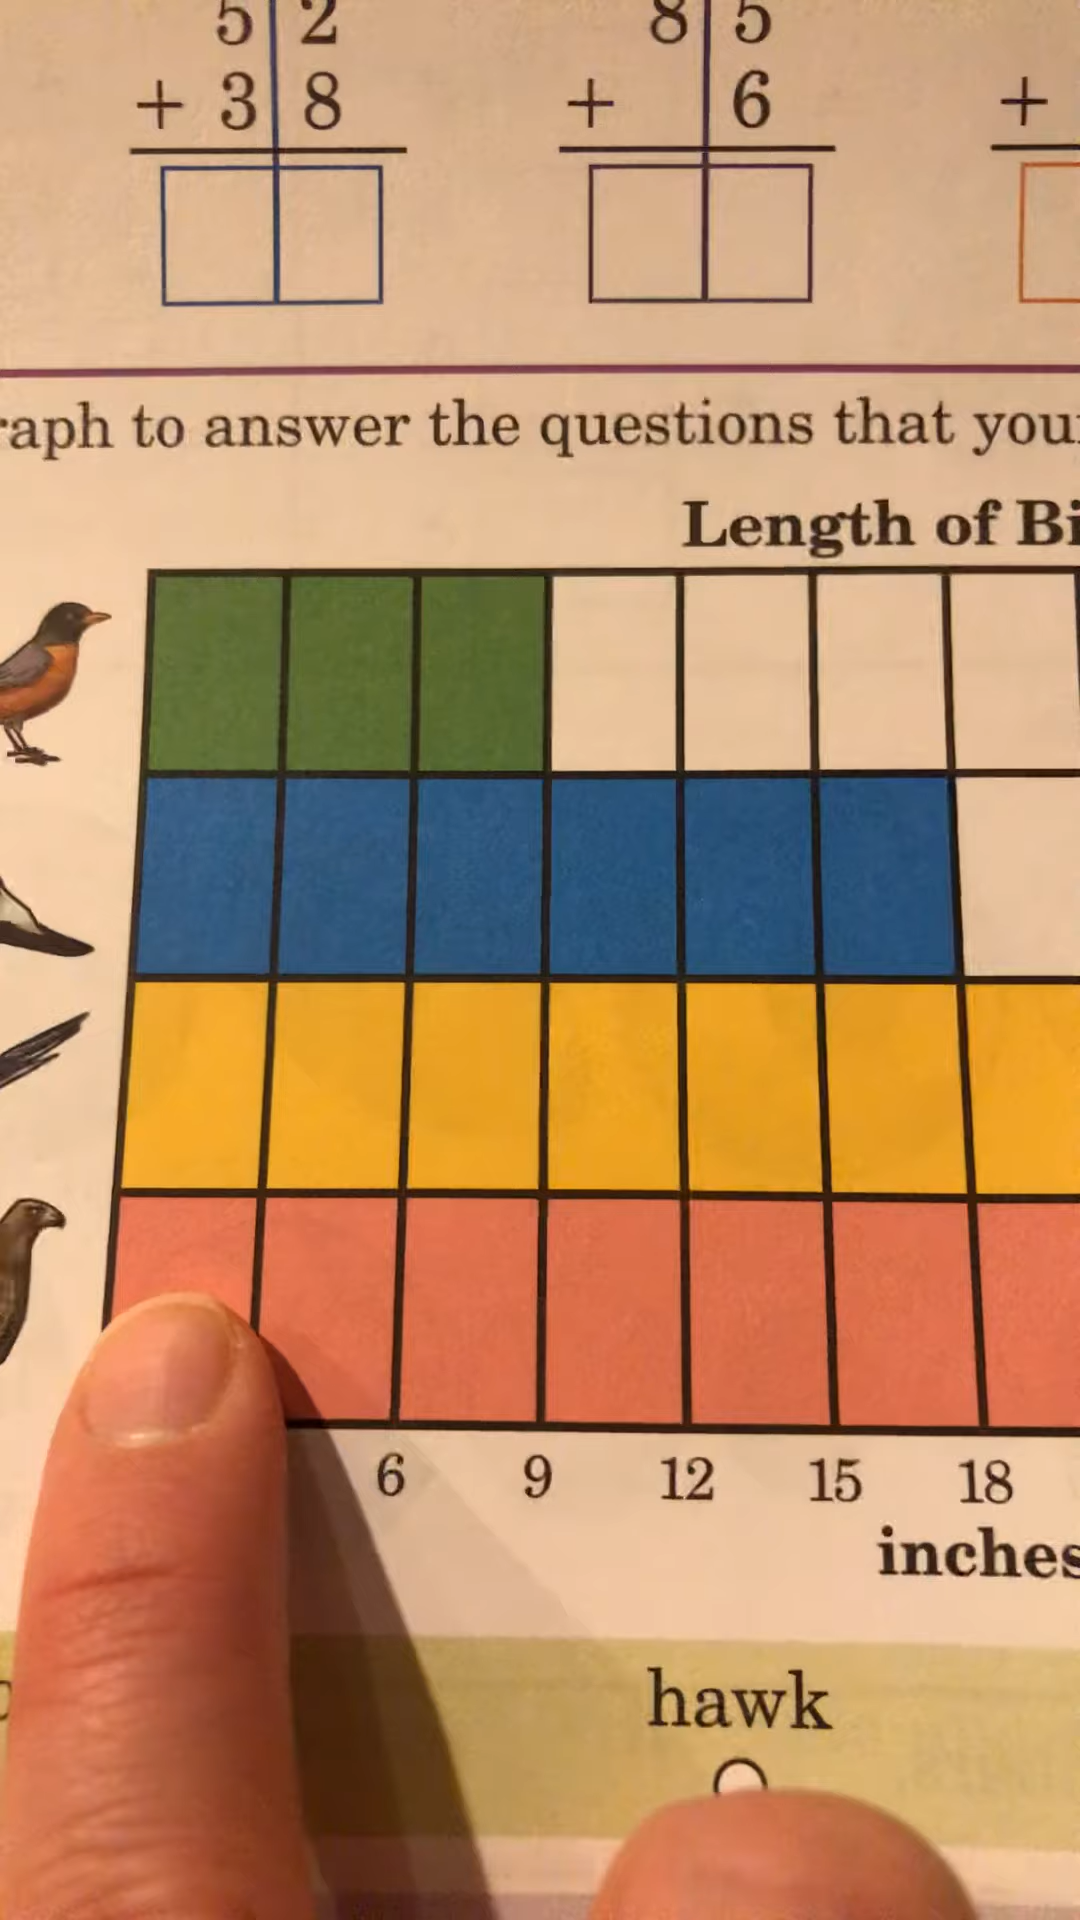 5 2 8 5
+ 3 8 + 6 +
raph to answer the questions that you
Length of Bi
6 9 12 15 18
inches
hawk